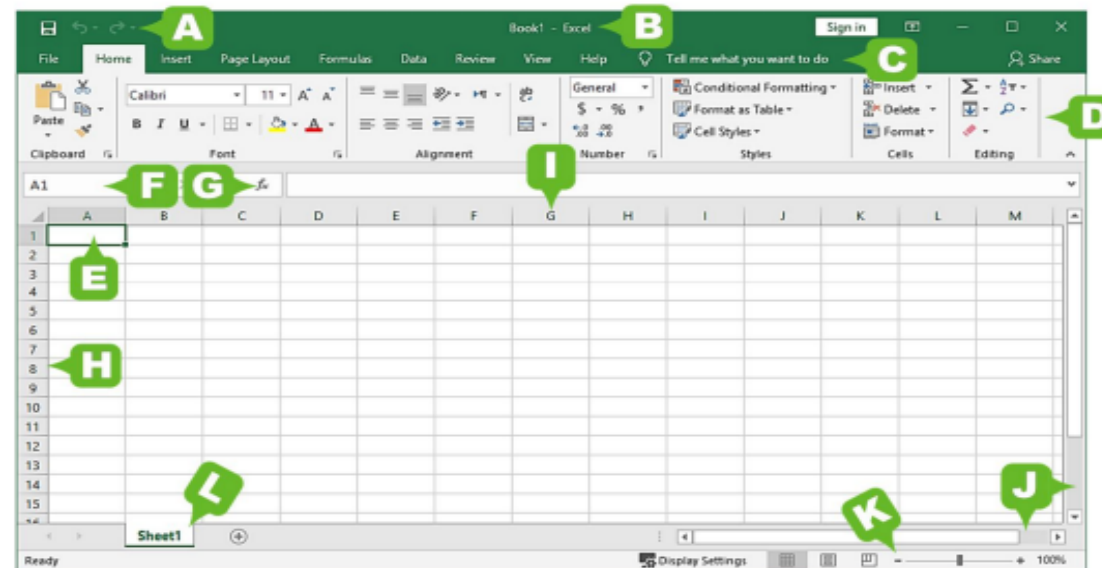 A
Book1 - Excel
B
Sign in
File Home Insert Page Layout Formulas Data Review View Help Tell me what you want to do C Share
Paste
Calibri 11 A A
B I U A
General
$ % ,
Conditional Formatting
Format as Table
Cell Styles
Insert
Delete
Format
Σ
D
Clipboard Font Alignment Number Styles Cells Editing
A1 F G fx I
A B C D E F G H I J K L M
1
2
E
3
4
5
6
7
8
H
9
10
11
12
13
14
15
L
J
K
Sheet1
Ready Display Settings - + 100%